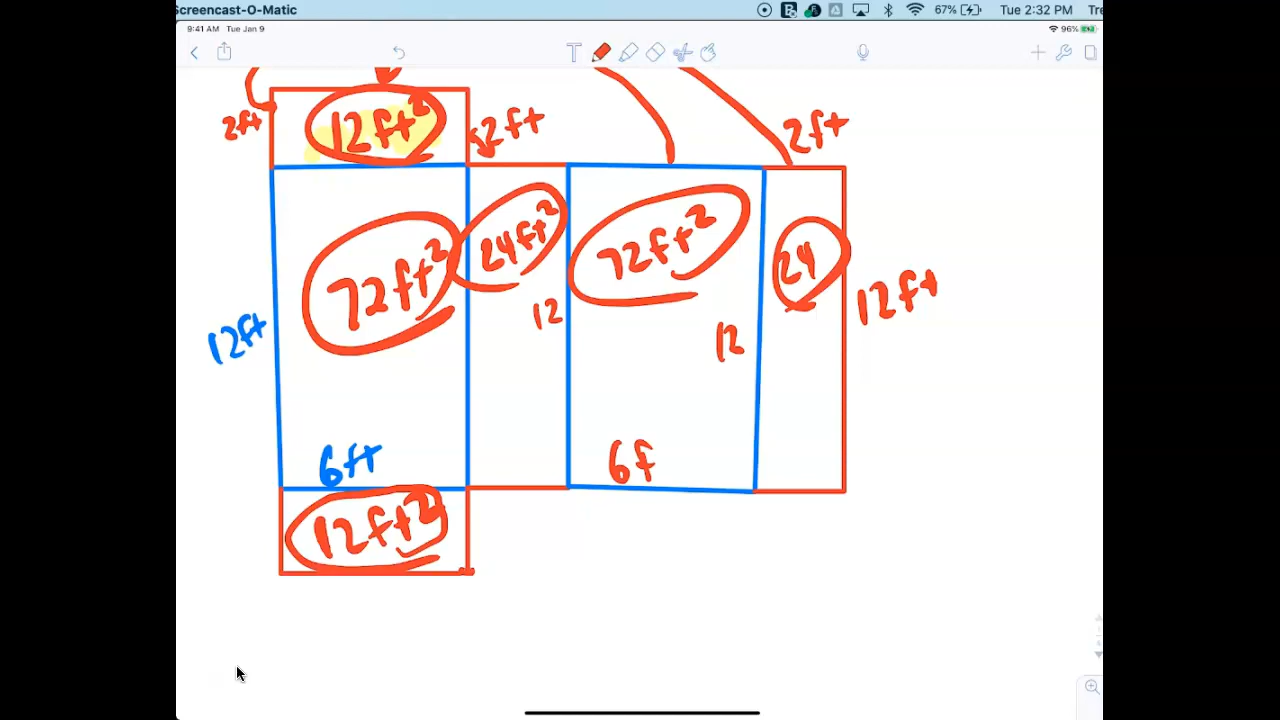 Screencast-O-Matic
67%
Tue 2:32 PM
Tre
9:41 AM Tue Jan 9
96%
T
2ft
12ft²
2ft
2ft
72ft²
24ft²
72ft²
24
12ft
12
12
12ft
6ft
6f
12ft²